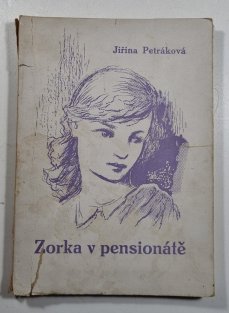 Jiřina Petráková
Zorka v pensionátě